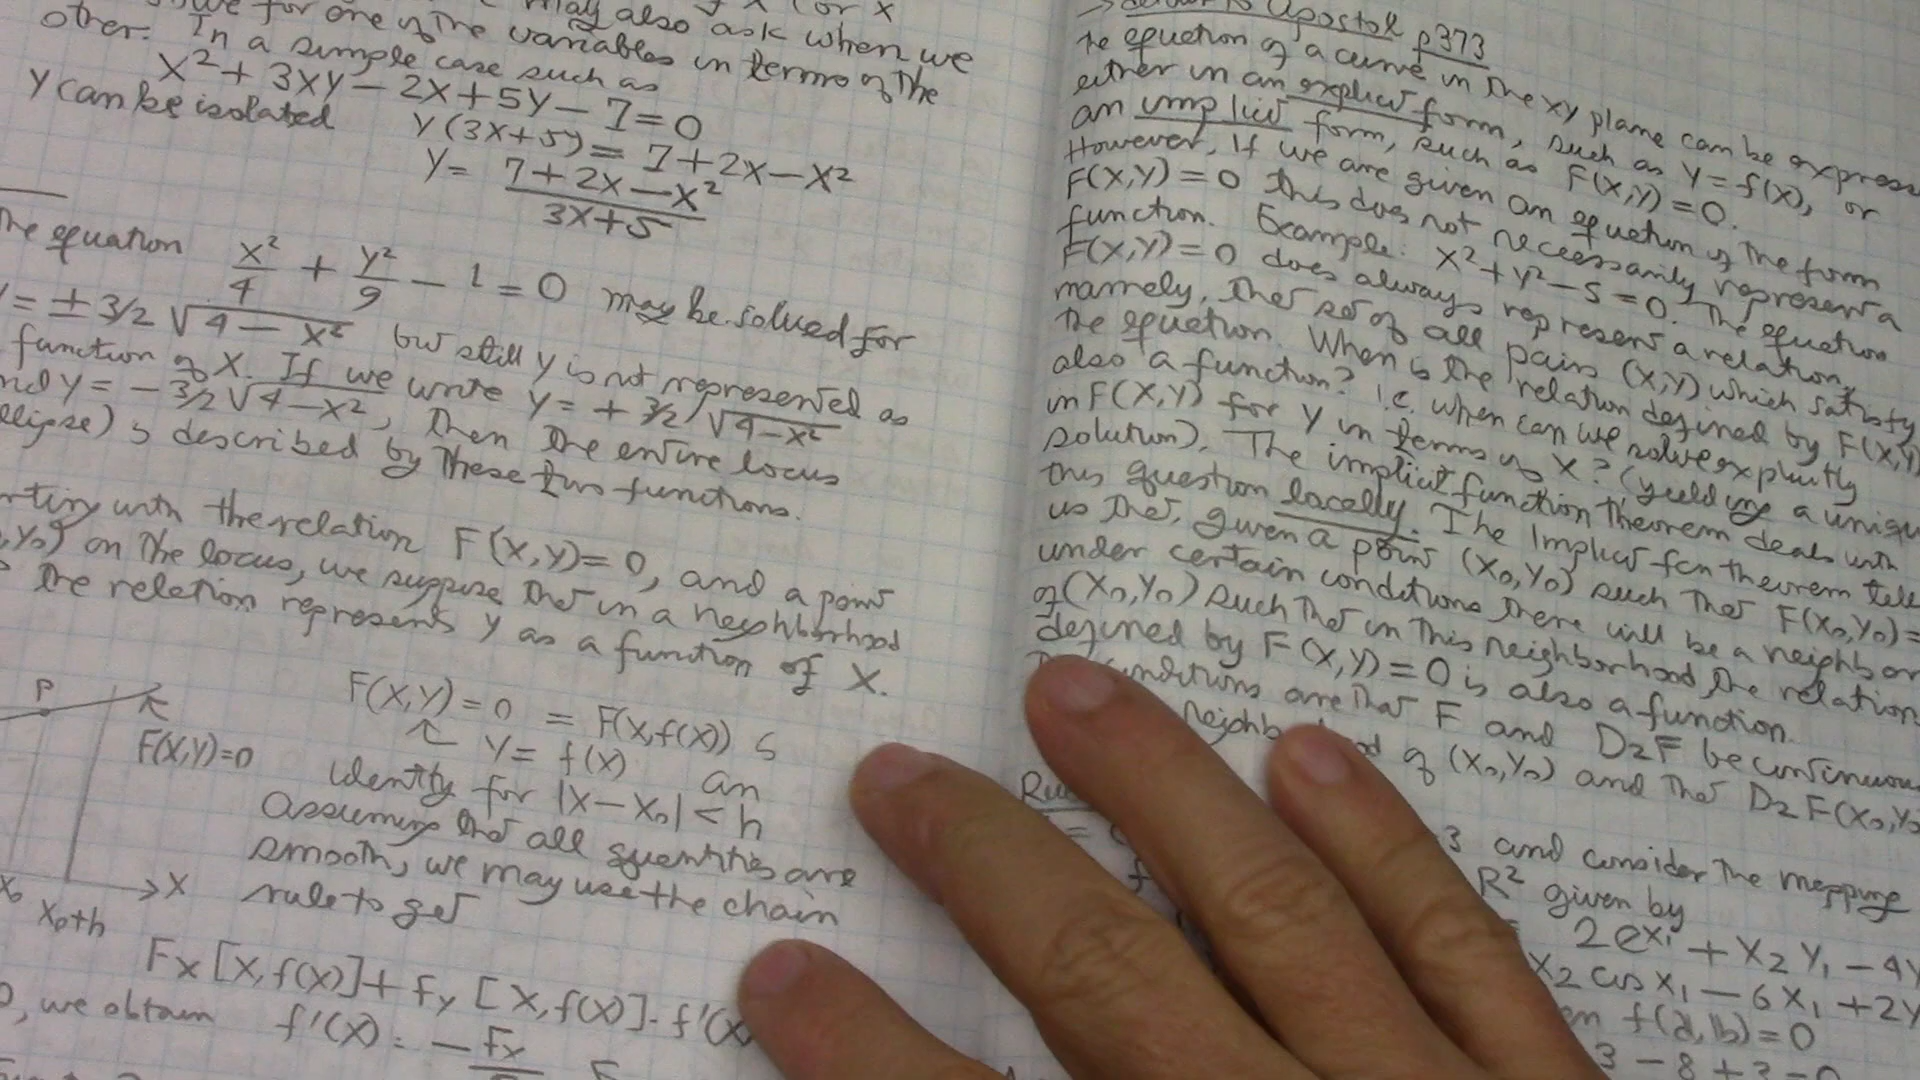 may also ask when we
for one of the variables in terms of the
other. In a simple case such as
x² + 3xy - 2x + 5y - 7 = 0
y can be isolated
y(3x+5) = 7+2x-x²
y = (7+2x-x²)/(3x+5)
The equation x²/4 + y²/9 - 1 = 0 may be solved for
= ± 3/2 √4-x² but still y is not represented as
function of x. If we write y = + 3/2 √4-x²
y = - 3/2 √4-x², then the entire locus
is described by these two functions.
with the relation F(x,y)=0, and a point
on the locus, we suppose that in a neighborhood
the relation represents y as a function of x.
P
F(x,y)=0
x
x₀+h
F(x,y)=0 = F(x,f(x)) is
y = f(x) an
identity for |x-x₀| < h
Assuming that all quantities are
smooth, we may use the chain
rule to get
Fx[x,f(x)] + fy[x,f(x)]·f'(x
, we obtain f'(x) = - Fx
Apostol p373
The equation of a curve in the xy plane can be express
either in an explicit form, such as y = f(x), or
an implicit form, such as F(x,y)=0.
However, if we are given an equation of the form
F(x,y)=0 this does not necessarily represent a
function. Example: x²+y²-5=0. The equation
F(x,y)=0 does always represent a relation,
namely, that set of all pairs (x,y) which satisfy
the equation. When is the relation defined by F(x,y)
also a function? i.e. when can we solve explicitly
in F(x,y) for y in terms of x? (yielding a unique
solution). The implicit function theorem deals with
this question locally. The Implicit fcn theorem tell
us that, given a point (x₀,y₀) such that F(x₀,y₀)=
under certain conditions there will be a neighbor
of (x₀,y₀) such that in this neighborhood the relation
defined by F(x,y)=0 is also a function.
conditions are that F and D₂F be continuous
of (x₀,y₀) and that D₂F(x₀,y₀
3 and consider the mapping
R² given by
2e^x₁ + x₂y₁ - 4y
x₂ cos x₁ - 6x₁ + 2y
f(a,b)=0
3 - 8 +